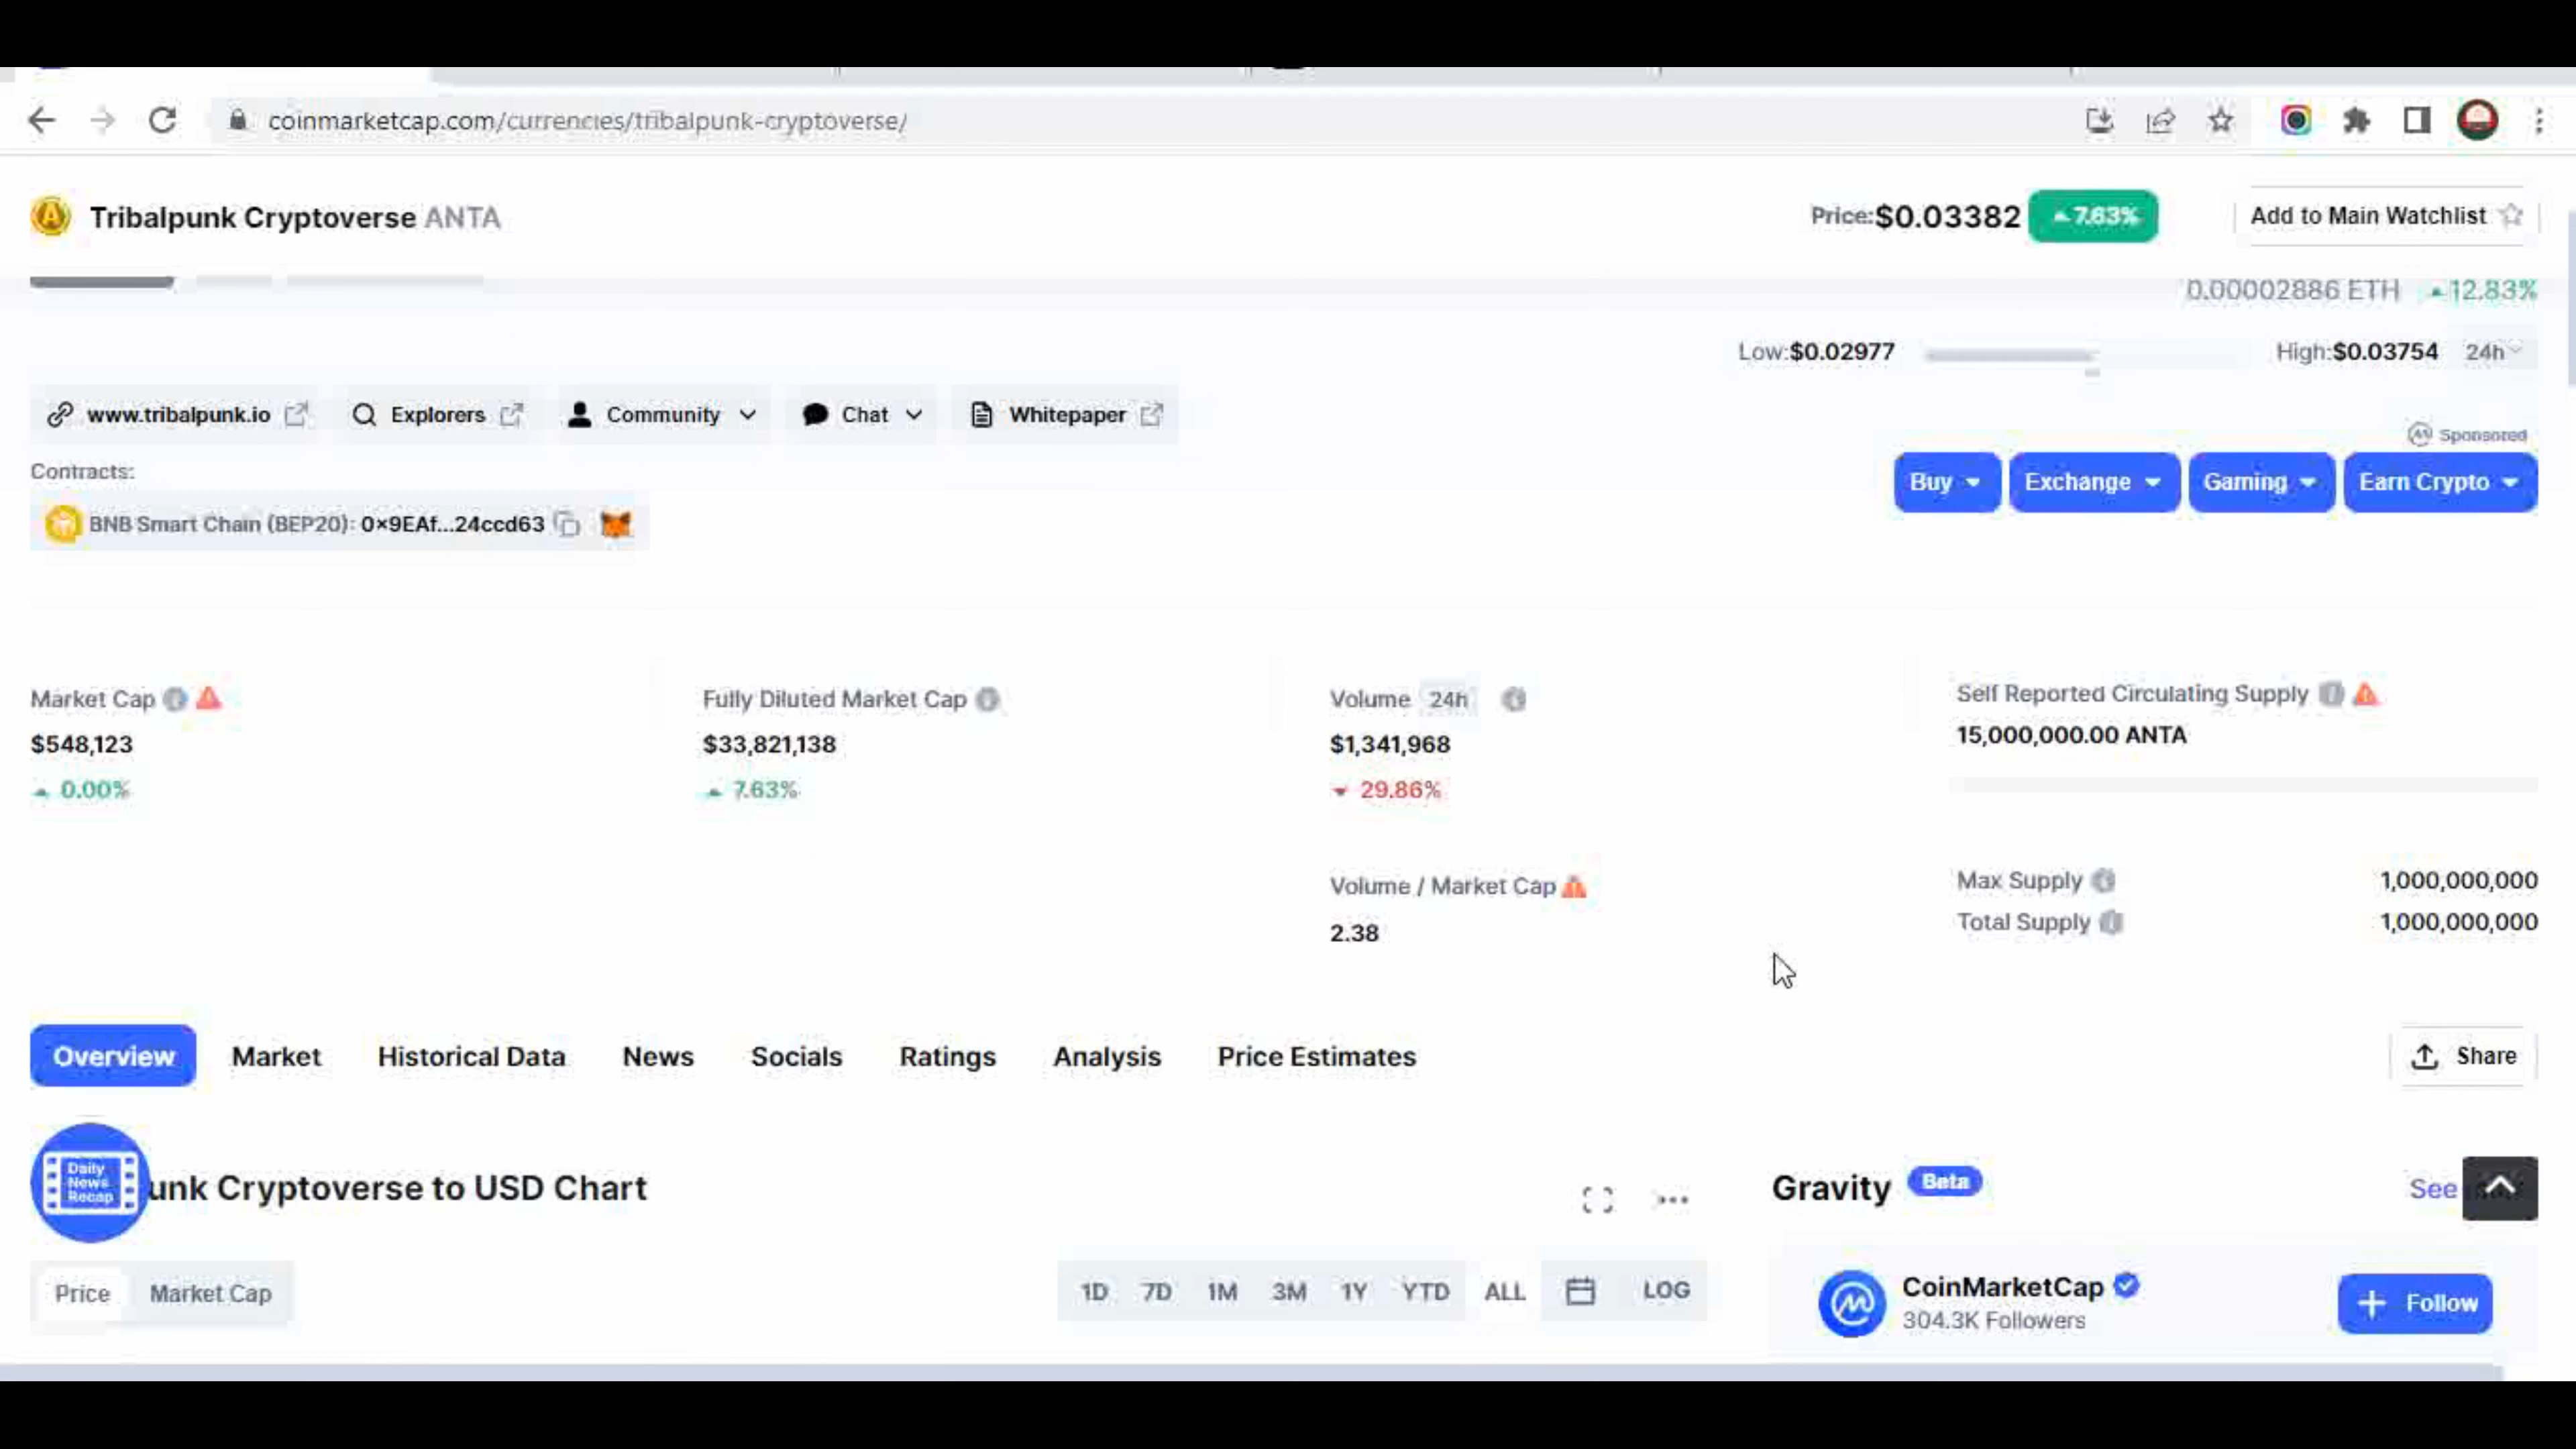 coinmarketcap.com/currencies/tribalpunk-cryptoverse/
Tribalpunk Cryptoverse ANTA
Price:$0.03382 7.63%
Add to Main Watchlist
0.00002886 ETH 12.83%
Low:$0.02977
High:$0.03754 24h
www.tribalpunk.io
Explorers
Community
Chat
Whitepaper
Sponsored
Contracts:
Buy
Exchange
Gaming
Earn Crypto
BNB Smart Chain (BEP20): 0×9EAf...24ccd63
Market Cap
$548,123
0.00%
Fully Diluted Market Cap
$33,821,138
7.63%
Volume 24h
$1,341,968
29.86%
Volume / Market Cap
2.38
Self Reported Circulating Supply
15,000,000.00 ANTA
Max Supply 1,000,000,000
Total Supply 1,000,000,000
Overview
Market
Historical Data
News
Socials
Ratings
Analysis
Price Estimates
Share
Daily
News
Recap
unk Cryptoverse to USD Chart
Price
Market Cap
1D 7D 1M 3M 1Y YTD ALL LOG
Gravity Beta
See
CoinMarketCap
304.3K Followers
+ Follow